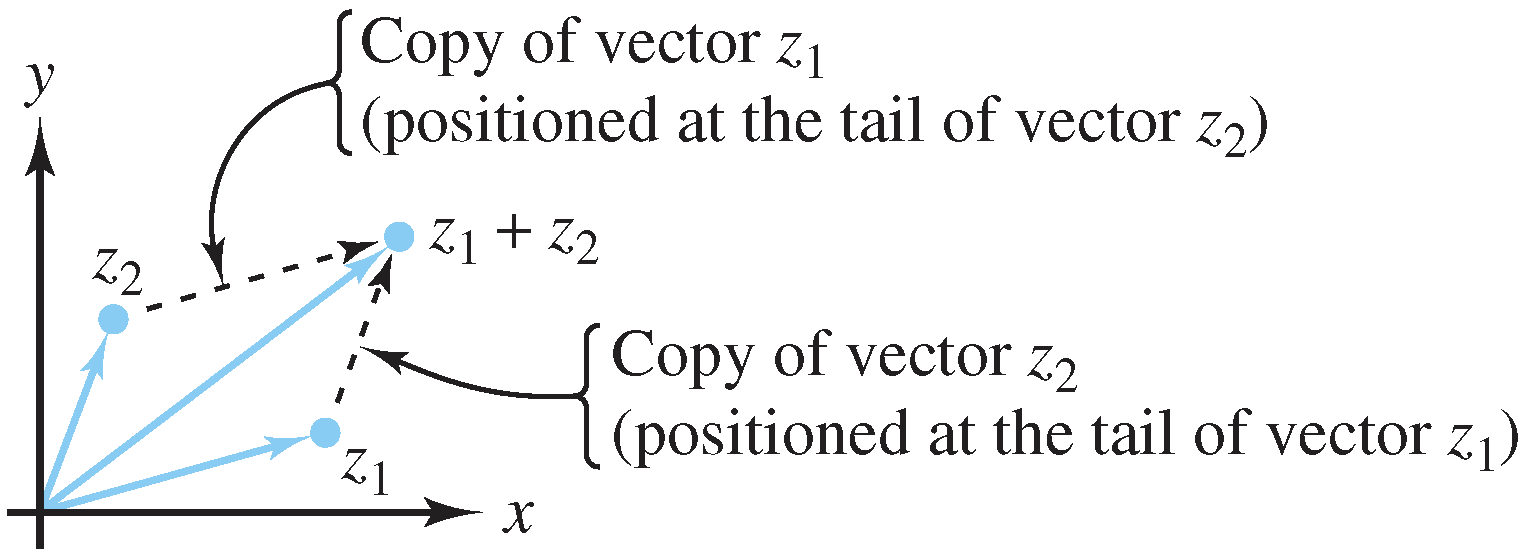 Copy of vector z₁
(positioned at the tail of vector z₂)
y
z₁ + z₂
z₂
Copy of vector z₂
(positioned at the tail of vector z₁)
z₁
x